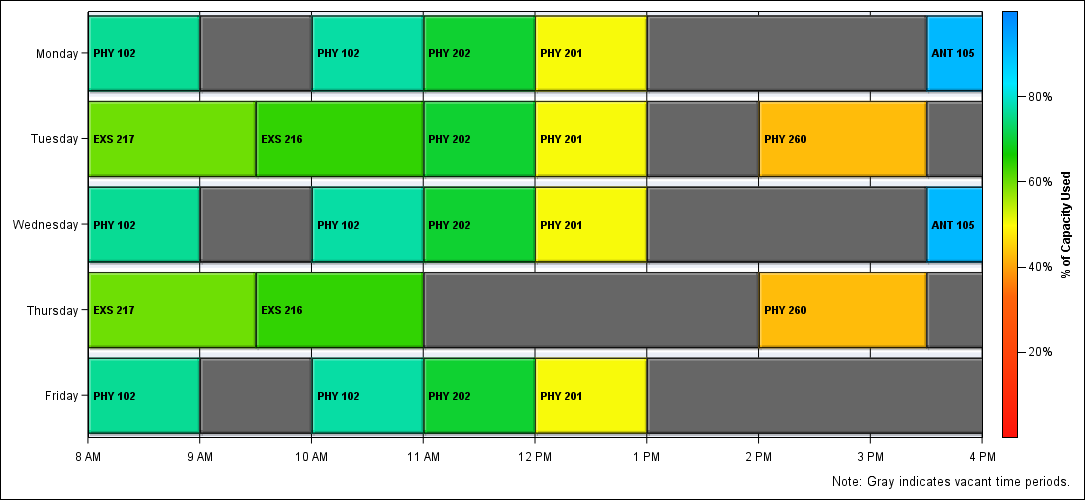 Monday
PHY 102
PHY 102
PHY 202
PHY 201
ANT 105
Tuesday
EXS 217
EXS 216
PHY 202
PHY 201
PHY 260
Wednesday
PHY 102
PHY 102
PHY 202
PHY 201
ANT 105
Thursday
EXS 217
EXS 216
PHY 260
Friday
PHY 102
PHY 102
PHY 202
PHY 201
8 AM
9 AM
10 AM
11 AM
12 PM
1 PM
2 PM
3 PM
4 PM
80%
60%
40%
20%
% of Capacity Used
Note: Gray indicates vacant time periods.